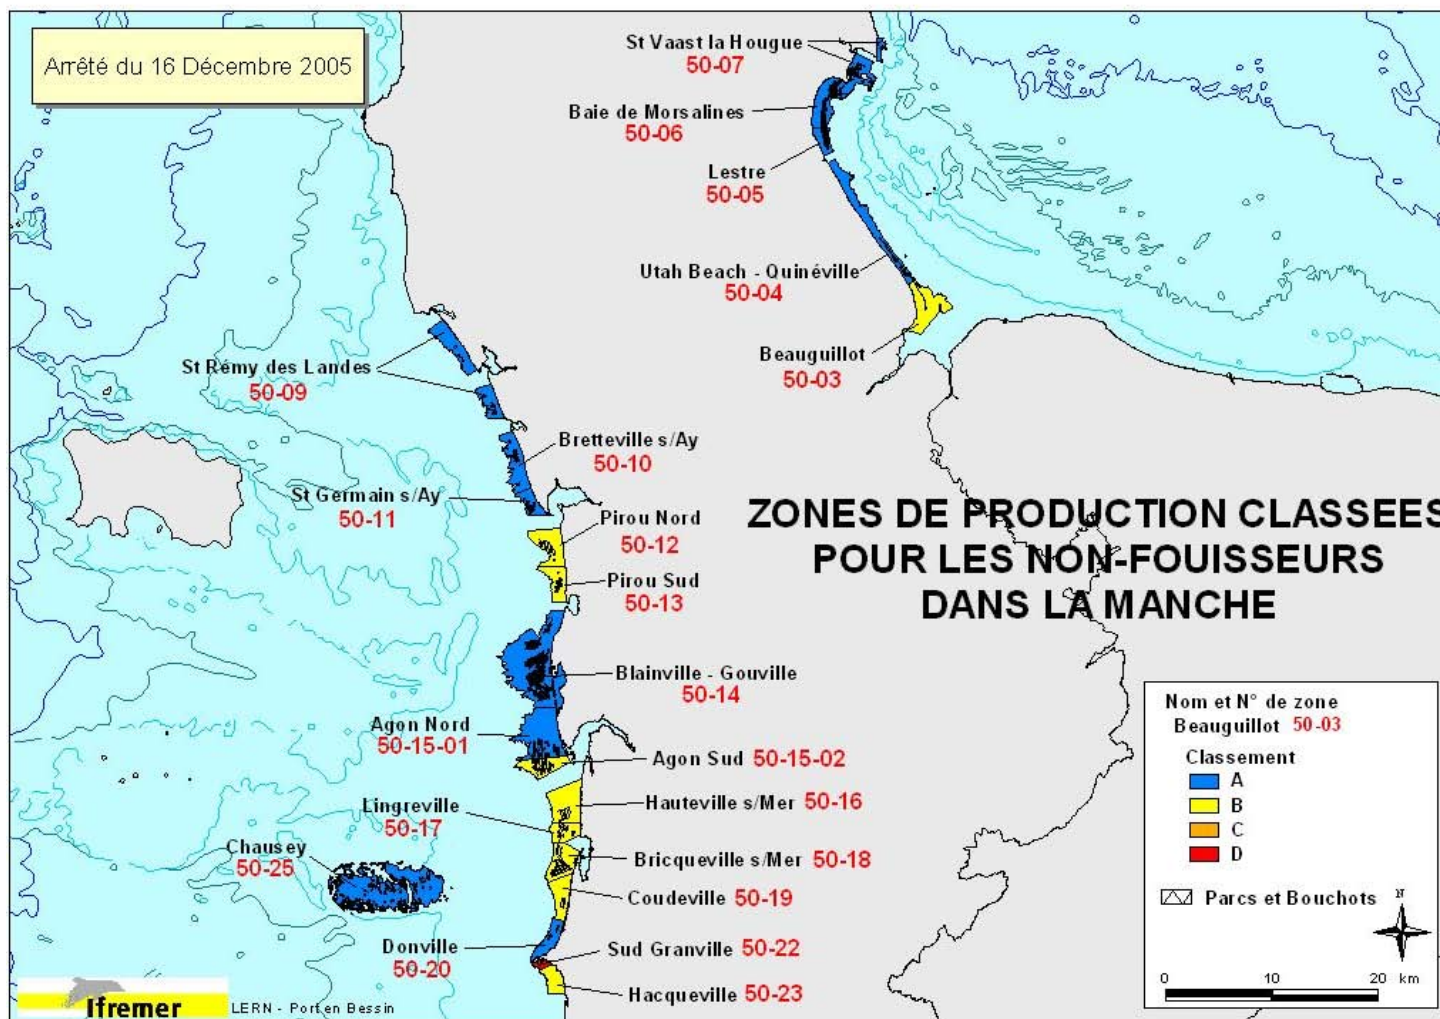 Arrêté du 16 Décembre 2005
St Vaast la Hougue
50-07
Baie de Morsalines
50-06
Lestre
50-05
Utah Beach - Quinéville
50-04
Beauguillot
50-03
St Rémy des Landes
50-09
Bretteville s/Ay
50-10
St Germain s/Ay
50-11
Pirou Nord
50-12
Pirou Sud
50-13
ZONES DE PRODUCTION CLASSEES
POUR LES NON-FOUISSEURS
DANS LA MANCHE
Blainville - Gouville
50-14
Agon Nord
50-15-01
Agon Sud 50-15-02
Hauteville s/Mer 50-16
Lingreville
50-17
Bricqueville s/Mer 50-18
Chausey
50-25
Coudeville 50-19
Donville
50-20
Sud Granville 50-22
Hacqueville 50-23
Nom et N° de zone
Beauguillot 50-03
Classement
A
B
C
D
Parcs et Bouchots
N
0 10 20 km
Ifremer
LERN - Port en Bessin